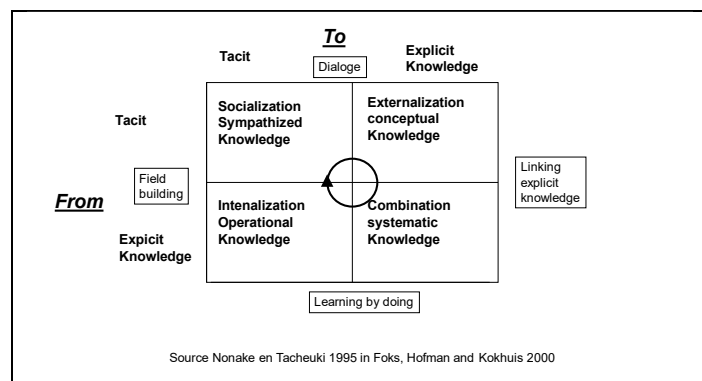 To
Tacit
Explicit
Knowledge
Dialoge
Tacit
Socialization
Sympathized
Knowledge
Externalization
conceptual
Knowledge
Field
building
From
Linking
explicit
knowledge
Intenalization
Operational
Knowledge
Combination
systematic
Knowledge
Expicit
Knowledge
Learning by doing
Source Nonake en Tacheuki 1995 in Foks, Hofman and Kokhuis 2000